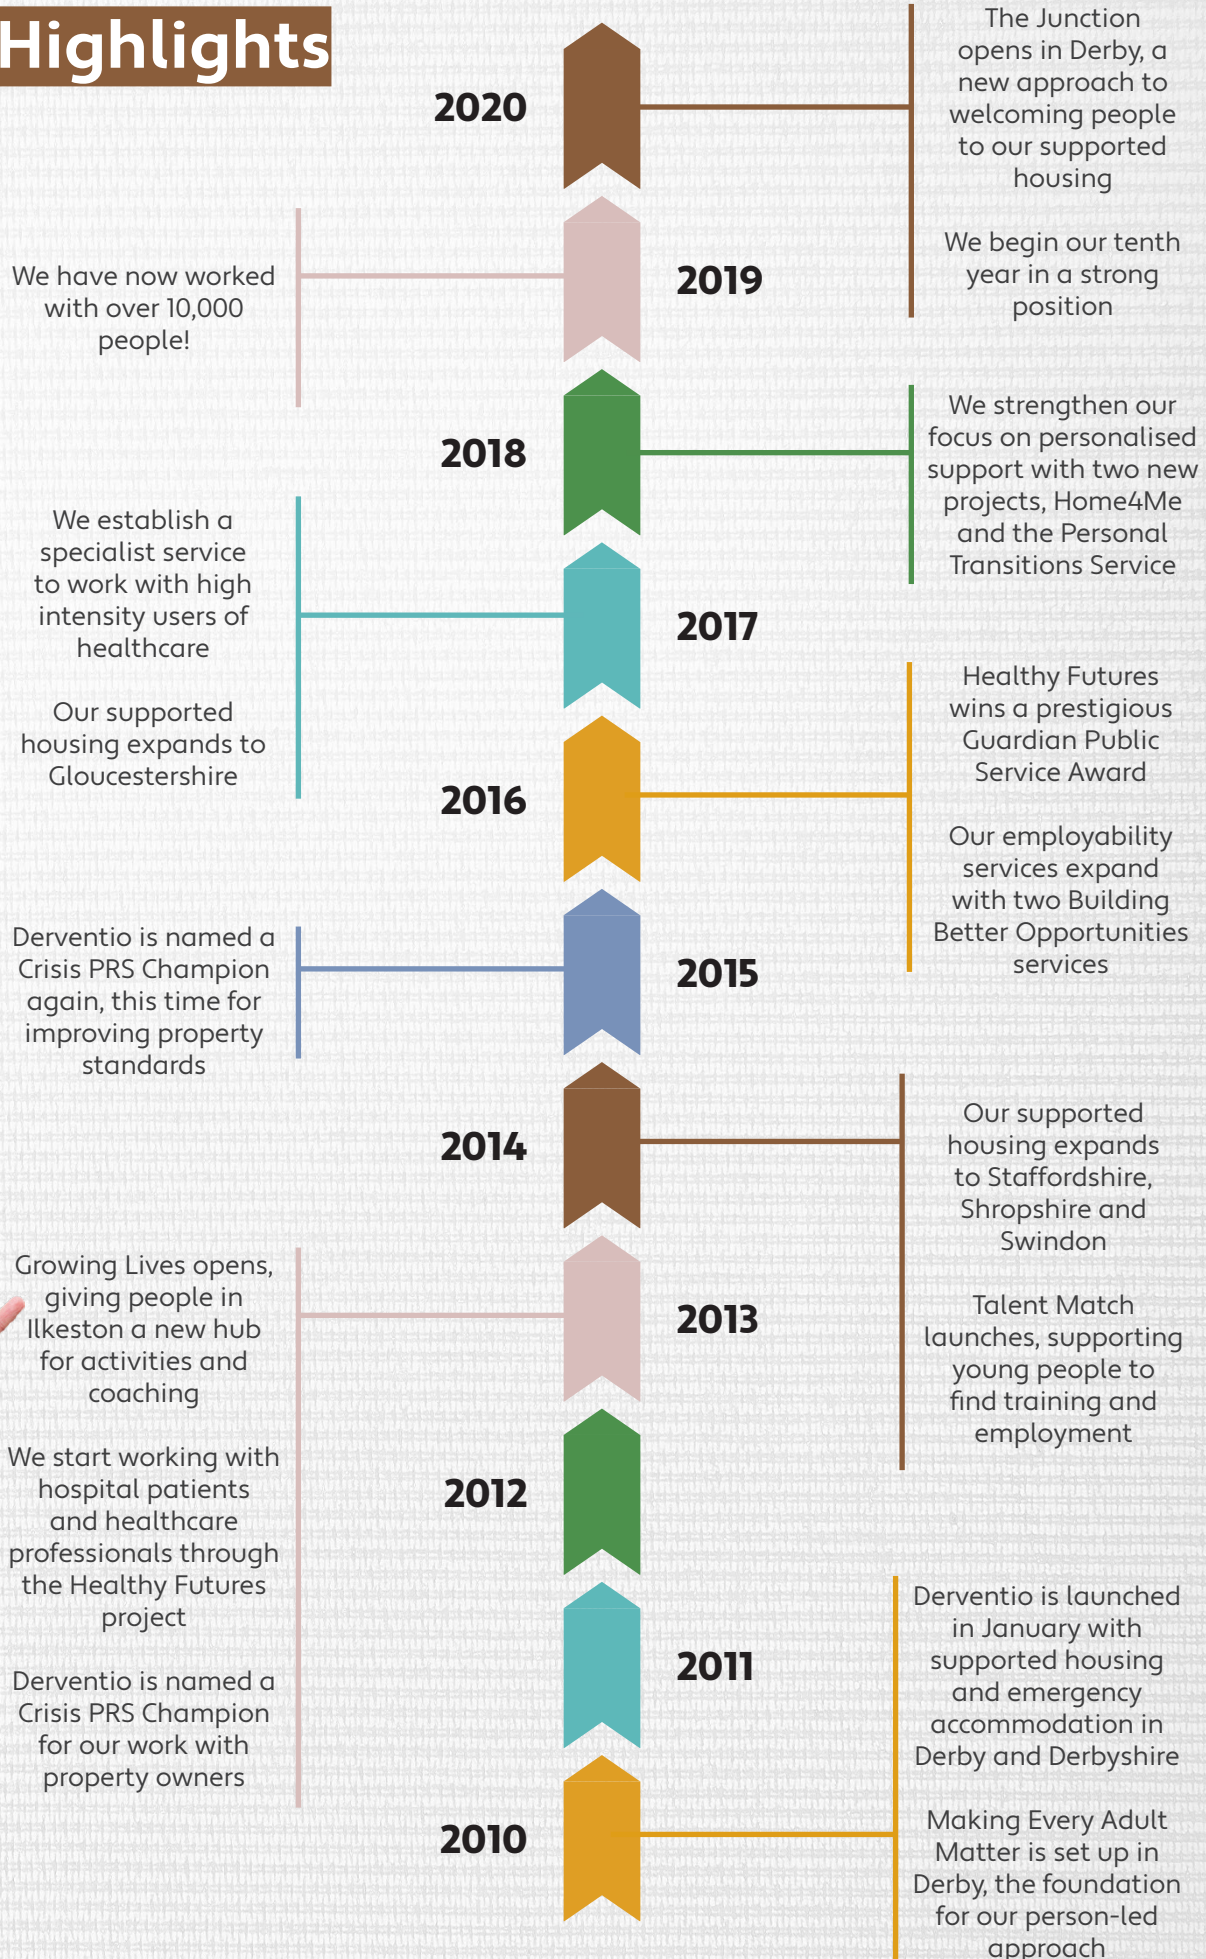 Highlights
2020
The Junction
opens in Derby, a
new approach to
welcoming people
to our supported
housing
We begin our tenth
year in a strong
position
2019
We have now worked
with over 10,000
people!
2018
We strengthen our
focus on personalised
support with two new
projects, Home4Me
and the Personal
Transitions Service
2017
We establish a
specialist service
to work with high
intensity users of
healthcare
Our supported
housing expands to
Gloucestershire
2016
Healthy Futures
wins a prestigious
Guardian Public
Service Award
Our employability
services expand
with two Building
Better Opportunities
services
2015
Derventio is named a
Crisis PRS Champion
again, this time for
improving property
standards
2014
Our supported
housing expands
to Staffordshire,
Shropshire and
Swindon
Talent Match
launches, supporting
young people to
find training and
employment
2013
Growing Lives opens,
giving people in
Ilkeston a new hub
for activities and
coaching
We start working with
hospital patients
and healthcare
professionals through
the Healthy Futures
project
Derventio is named a
Crisis PRS Champion
for our work with
property owners
2012
2011
2010
Derventio is launched
in January with
supported housing
and emergency
accommodation in
Derby and Derbyshire
Making Every Adult
Matter is set up in
Derby, the foundation
for our person-led
approach